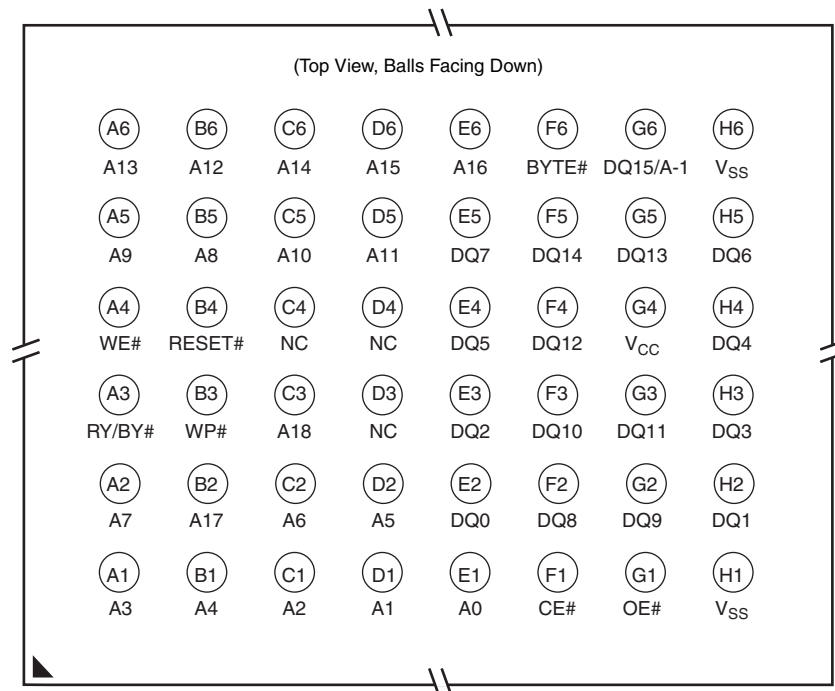 (Top View, Balls Facing Down)
A6 B6 C6 D6 E6 F6 G6 H6
A13 A12 A14 A15 A16 BYTE# DQ15/A-1 VSS
A5 B5 C5 D5 E5 F5 G5 H5
A9 A8 A10 A11 DQ7 DQ14 DQ13 DQ6
A4 B4 C4 D4 E4 F4 G4 H4
WE# RESET# NC NC DQ5 DQ12 VCC DQ4
A3 B3 C3 D3 E3 F3 G3 H3
RY/BY# WP# A18 NC DQ2 DQ10 DQ11 DQ3
A2 B2 C2 D2 E2 F2 G2 H2
A7 A17 A6 A5 DQ0 DQ8 DQ9 DQ1
A1 B1 C1 D1 E1 F1 G1 H1
A3 A4 A2 A1 A0 CE# OE# VSS